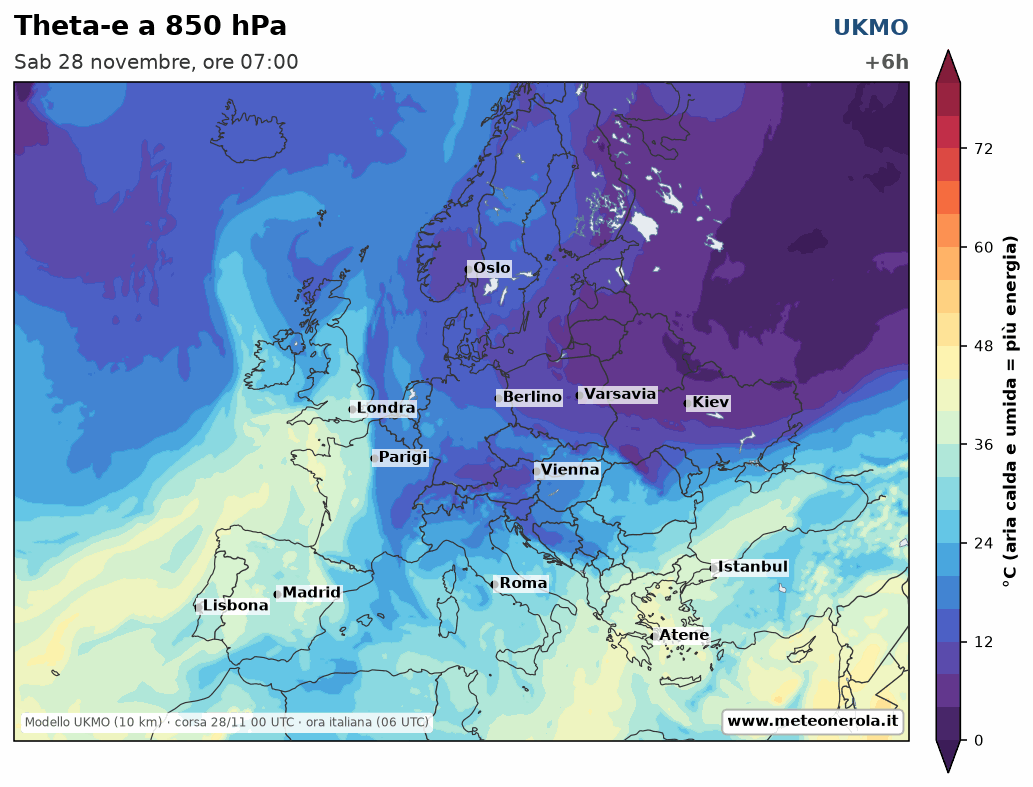 Theta-e a 850 hPa
UKMO
Sab 28 novembre, ore 07:00
+6h
Oslo
Berlino
Varsavia
Kiev
Londra
Parigi
Vienna
Istanbul
Roma
Madrid
Lisbona
Atene
Modello UKMO (10 km) · corsa 28/11 00 UTC · ora italiana (06 UTC)
www.meteonerola.it
72
60
48
36
24
12
0
°C (aria calda e umida = più energia)